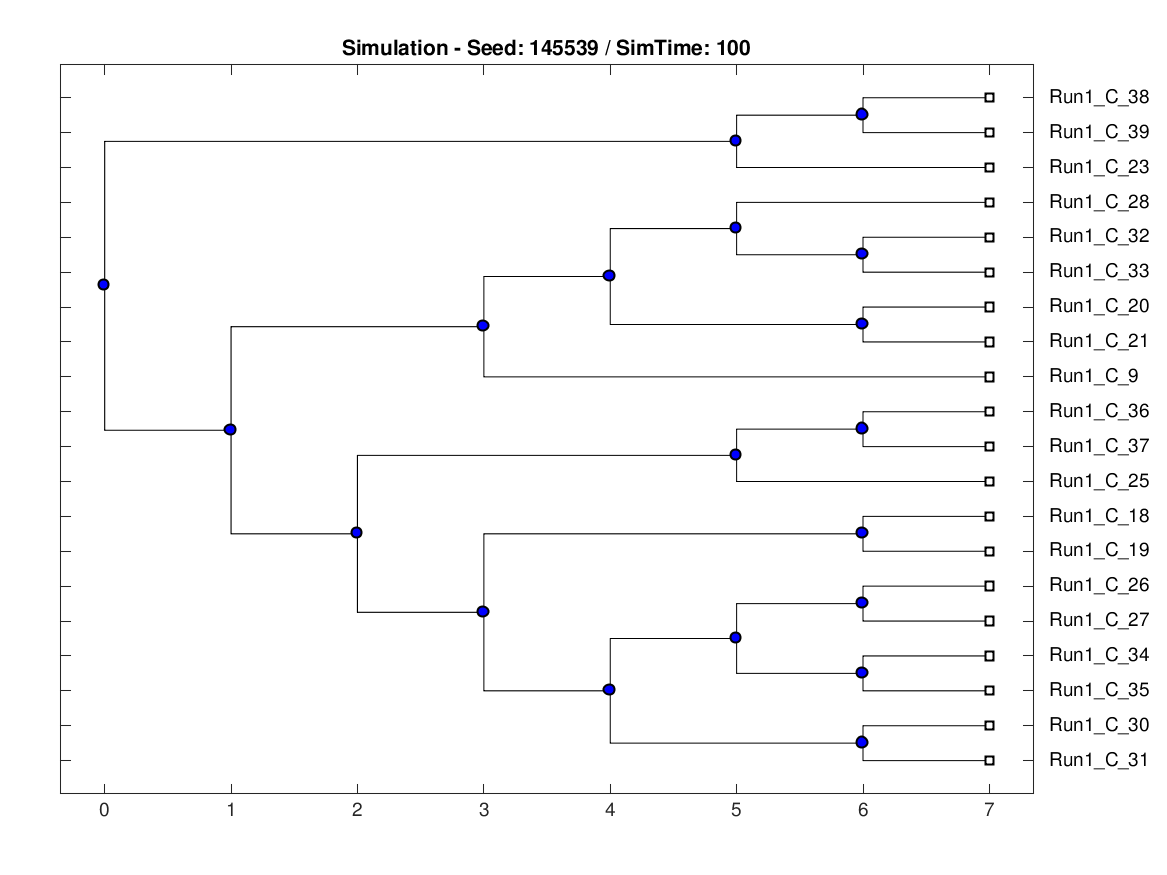 Simulation - Seed: 145539 / SimTime: 100
Run1_C_38
Run1_C_39
Run1_C_23
Run1_C_28
Run1_C_32
Run1_C_33
Run1_C_20
Run1_C_21
Run1_C_9
Run1_C_36
Run1_C_37
Run1_C_25
Run1_C_18
Run1_C_19
Run1_C_26
Run1_C_27
Run1_C_34
Run1_C_35
Run1_C_30
Run1_C_31
0 1 2 3 4 5 6 7